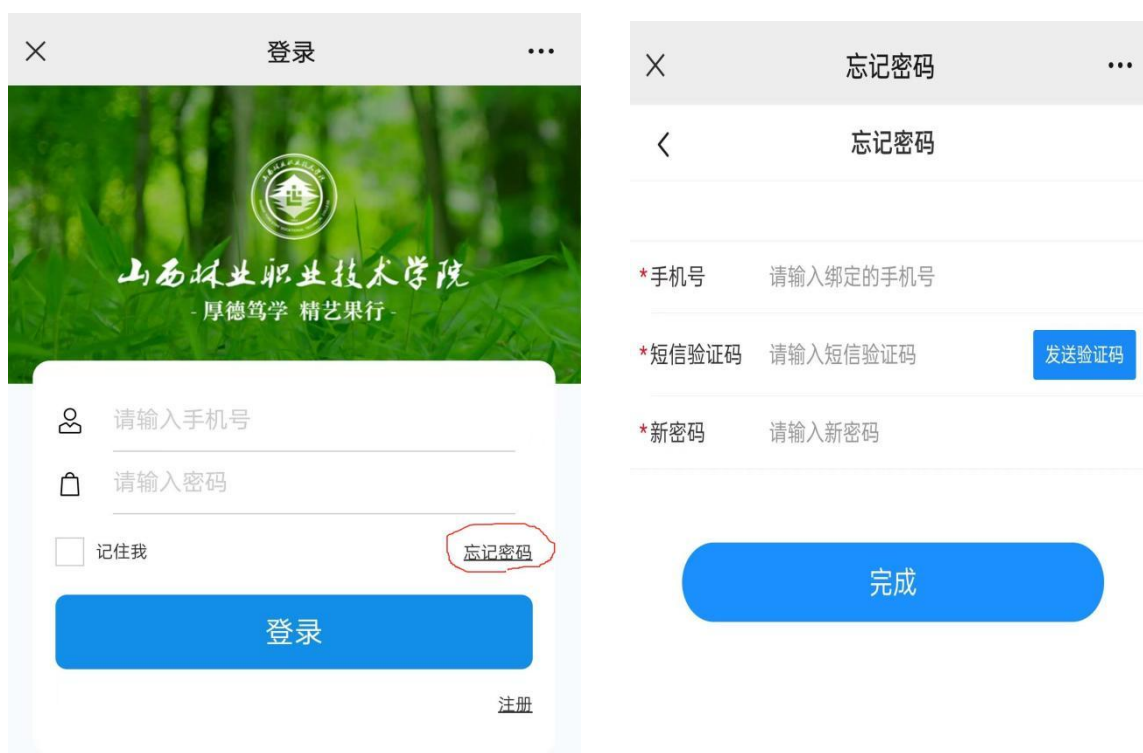 登录
山西林业职业技术学院
-厚德笃学 精艺果行-
请输入手机号
请输入密码
记住我
忘记密码
登录
注册
忘记密码
忘记密码
*手机号
请输入绑定的手机号
*短信验证码
请输入短信验证码
发送验证码
*新密码
请输入新密码
完成